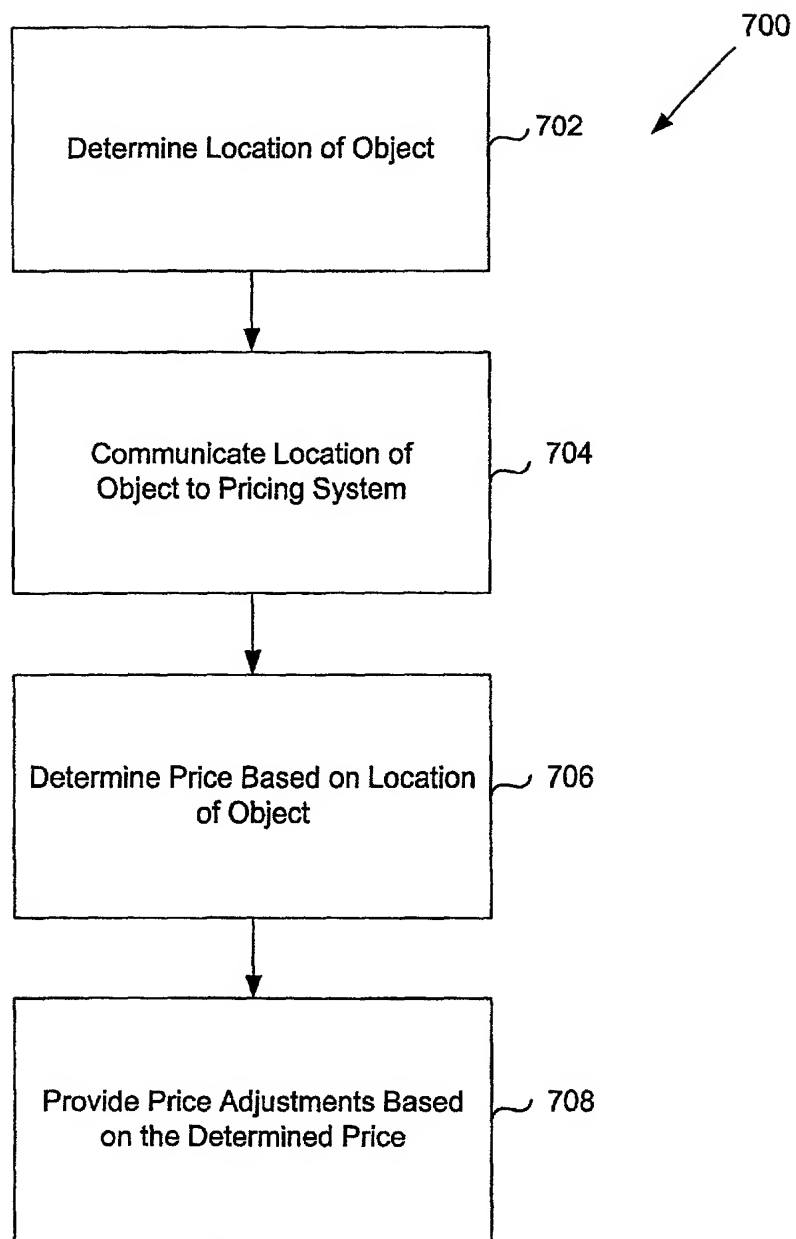 700
Determine Location of Object
702
Communicate Location of
Object to Pricing System
704
Determine Price Based on Location
of Object
706
Provide Price Adjustments Based
on the Determined Price
708